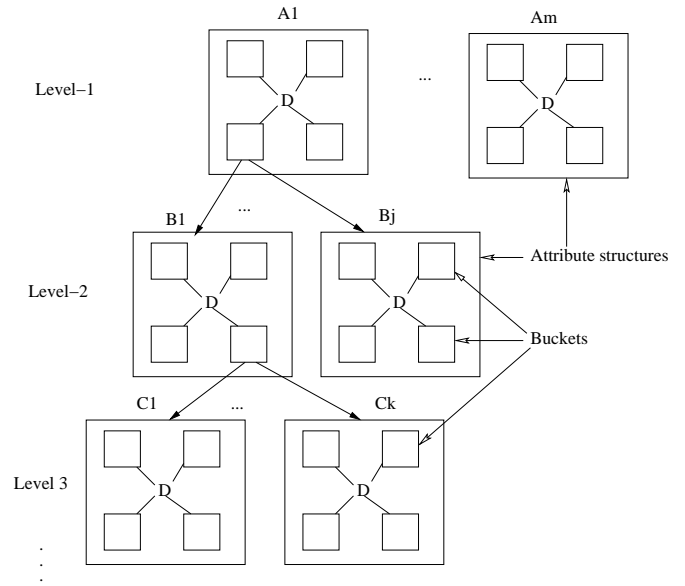 A1
Am
Level-1
...
D
D
B1
...
Bj
Attribute structures
Level-2
D
D
Buckets
C1
...
Ck
Level 3
D
D
.
.
.